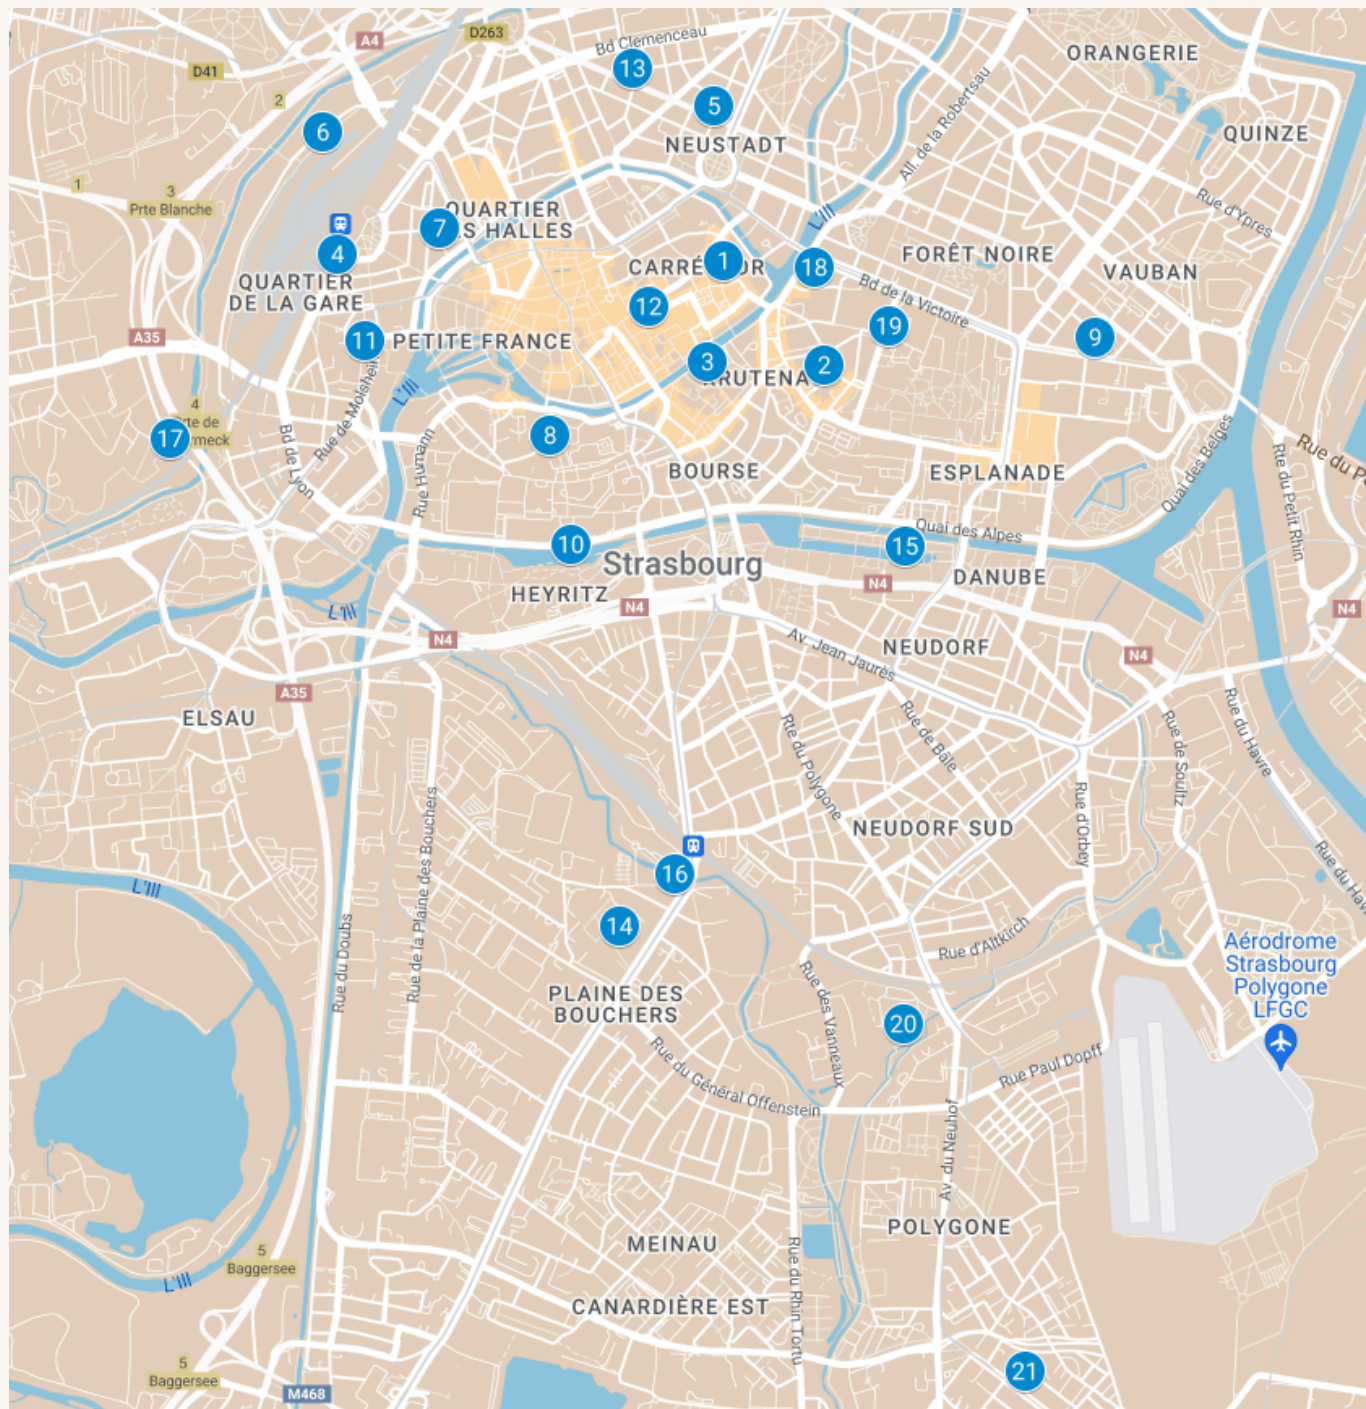 D263
A4
Bd Clemenceau
13
ORANGERIE
D41
2
5
6
All. de la Robertsau
QUINZE
NEUSTADT
1
3
Prte Blanche
Rue d'Ypres
7
QUARTIER
HALLES
L'Ill
4
1
18
FORÊT NOIRE
VAUBAN
QUARTIER
DE LA GARE
12
Bd de la Victoire
19
A35
11
PETITE FRANCE
9
3
2
L'Ill
4
Rue de Molsheim
17
8
Bd de Lyon
Rue Humann
BOURSE
ESPLANADE
Quai des Belges
Rte du Petit Rhin
10
Quai des Alpes
15
Strasbourg
DANUBE
HEYRITZ
N4
N4
N4
L'Ill
N4
Av. Jean Jaurès
NEUDORF
N4
A35
ELSAU
Rue de Bâle
Rte du Polygone
Rue de Soultz
Rue du Havre
Rue de la Plaine des Bouchers
NEUDORF SUD
Rue d'Orbey
16
L'Ill
14
Rue du Doubs
Rue d'Altkirch
Aérodrome
Strasbourg
Polygone
LFGC
PLAINE DES
BOUCHERS
Rue des Vanneaux
20
Rue du Général Offenstein
Rue Paul Dopff
Av. du Neuhof
POLYGONE
MEINAU
5
Baggersee
L'Ill
CANARDIÈRE EST
Rue du Rhin Tortu
5
Baggersee
21
M468